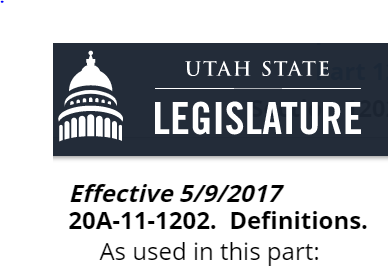 UTAH STATE
LEGISLATURE
Effective 5/9/2017
20A-11-1202. Definitions.
As used in this part: